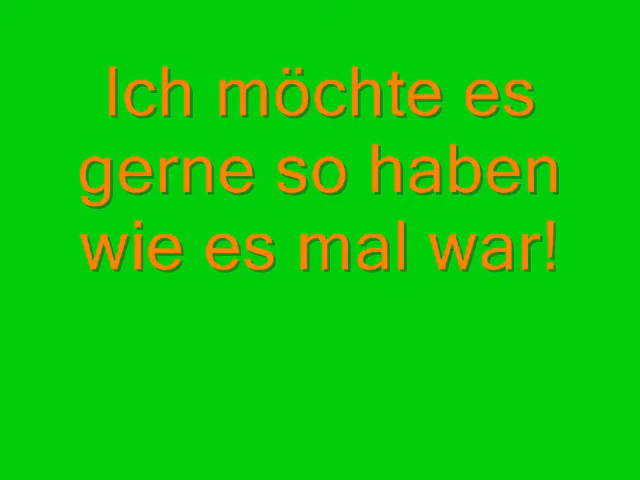 Ich möchte es
gerne so haben
wie es mal war!